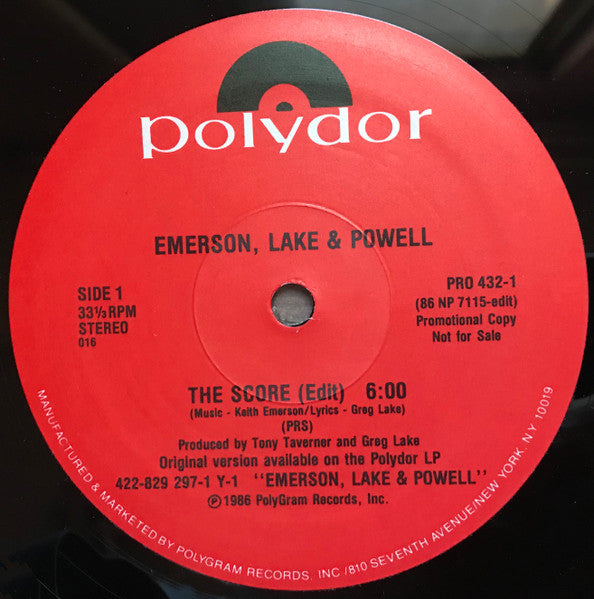 polydor
EMERSON, LAKE & POWELL
SIDE 1
33⅓ RPM
STEREO
016
PRO 432-1
(86 NP 7115-edit)
Promotional Copy
Not for Sale
THE SCORE (Edit) 6:00
(Music - Keith Emerson/Lyrics - Greg Lake)
(PRS)
Produced by Tony Taverner and Greg Lake
Original version available on the Polydor LP
422-829 297-1 Y-1 "EMERSON, LAKE & POWELL"
℗1986 PolyGram Records, Inc.
MANUFACTURED & MARKETED BY POLYGRAM RECORDS, INC /810 SEVENTH AVENUE/NEW YORK, NY 10019